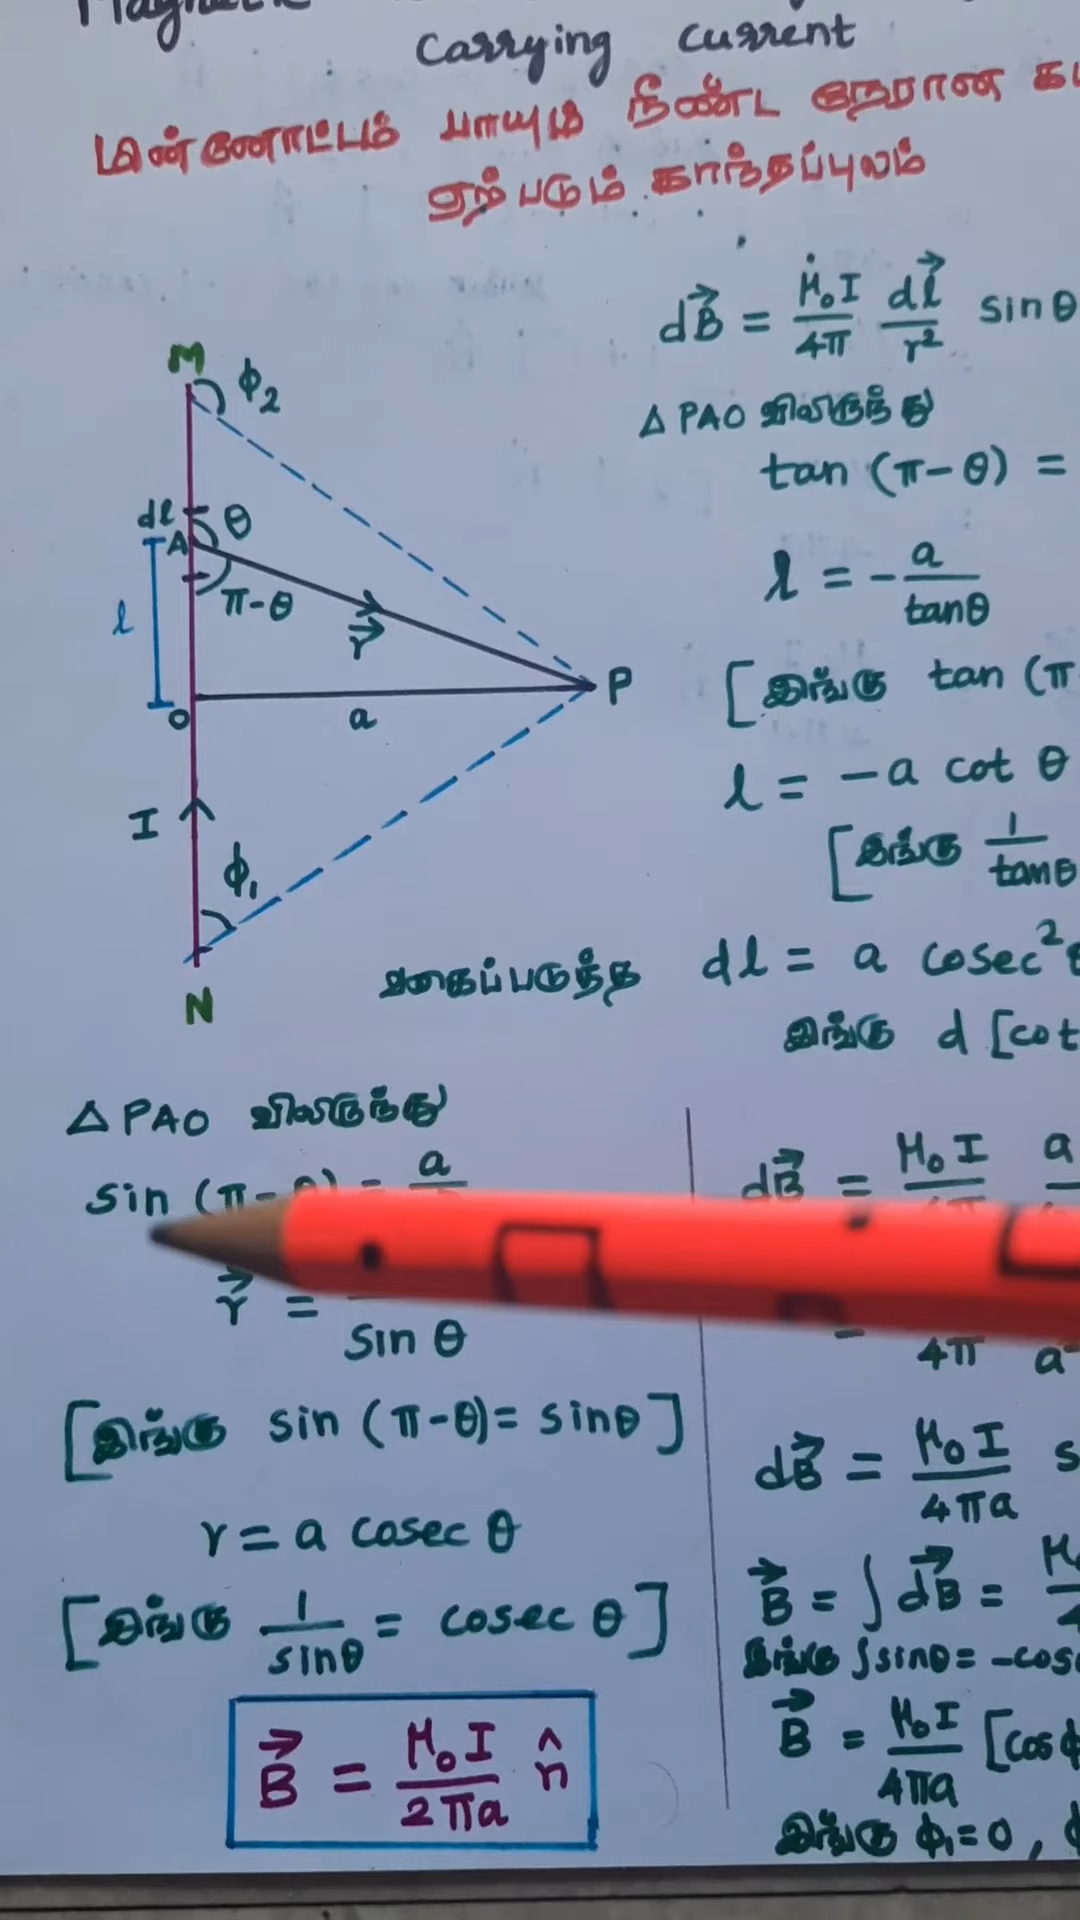 carrying current
மின்னோட்டம் பாயும் நீண்ட நேரான
ஏற்படும் காந்தப்புலம்
dB⃗ = μ₀I/4π dl⃗/r² sinθ
M
ϕ₂
dl
θ
A
π-θ
l
r⃗
P
O
a
I
ϕ₁
N
Δ PAO விலிருந்து
tan (π-θ) =
l = -a/tanθ
[இங்கு tan (π
l = -a cot θ
[இங்கு 1/tanθ
வகைப்படுத்த dl = a cosec²
இங்கு d [cot
Δ PAO விலிருந்து
sin (π-θ) = a
r⃗ = sin θ
[இங்கு sin (π-θ) = sinθ]
r = a cosec θ
[இங்கு 1/sinθ = cosec θ]
B⃗ = μ₀I/2πa n̂
dB⃗ = μ₀I a
4π a
dB⃗ = μ₀I/4πa s
B⃗ = ∫dB⃗ =
இங்கு ∫sinθ = -cos
B⃗ = μ₀I/4πa [cosϕ
இங்கு ϕ₁=0 ,